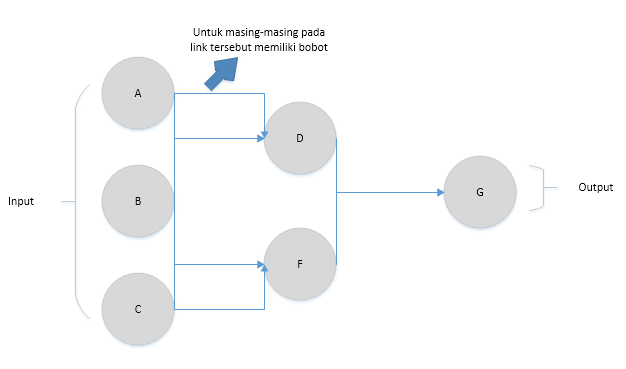 Untuk masing-masing pada
link tersebut memiliki bobot
A
D
B
G
Input
Output
F
C